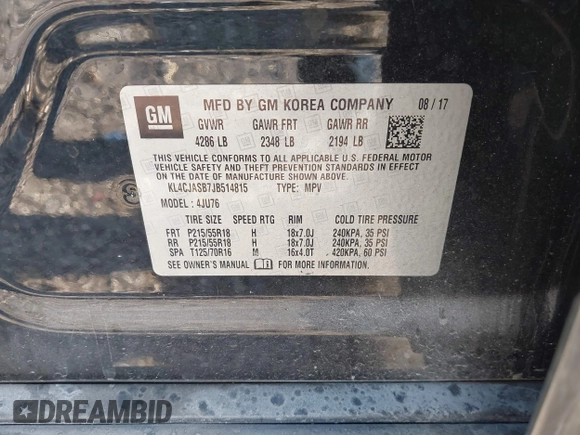 GM
MFD BY GM KOREA COMPANY 08 / 17
GVWR GAWR FRT GAWR RR
4286 LB 2348 LB 2194 LB
THIS VEHICLE CONFORMS TO ALL APPLICABLE U.S. FEDERAL MOTOR
VEHICLE SAFETY AND THEFT PREVENTION STANDARDS IN EFFECT ON
THE DATE OF MANUFACTURE SHOWN ABOVE.
KL4CJASB7JB514815 TYPE: MPV
MODEL : 4JU76
TIRE SIZE SPEED RTG RIM COLD TIRE PRESSURE
FRT P215/55R18 H 18x7.0J 240KPA, 35 PSI
RR P215/55R18 H 18x7.0J 240KPA, 35 PSI
SPA T125/70R16 M 16x4.0T 420KPA, 60 PSI
SEE OWNER'S MANUAL FOR MORE INFORMATION.
DREAMBID